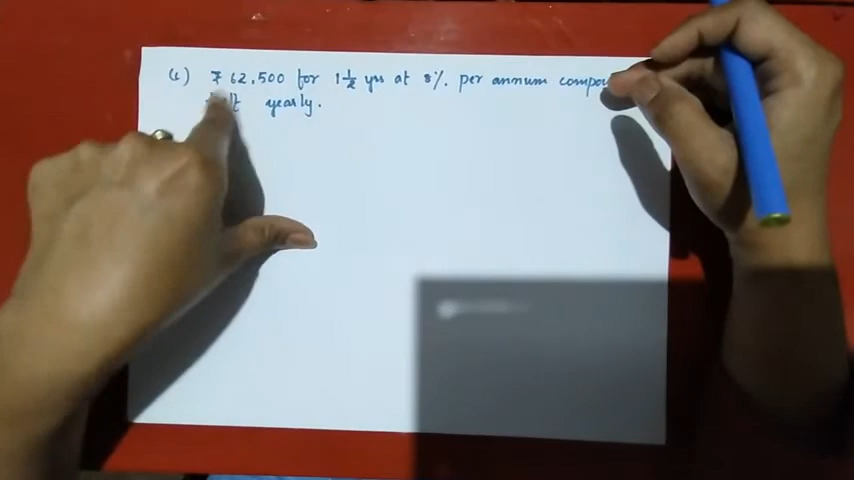 (c) ₹ 62,500 for 1½ yrs at 8% per annum
yearly.